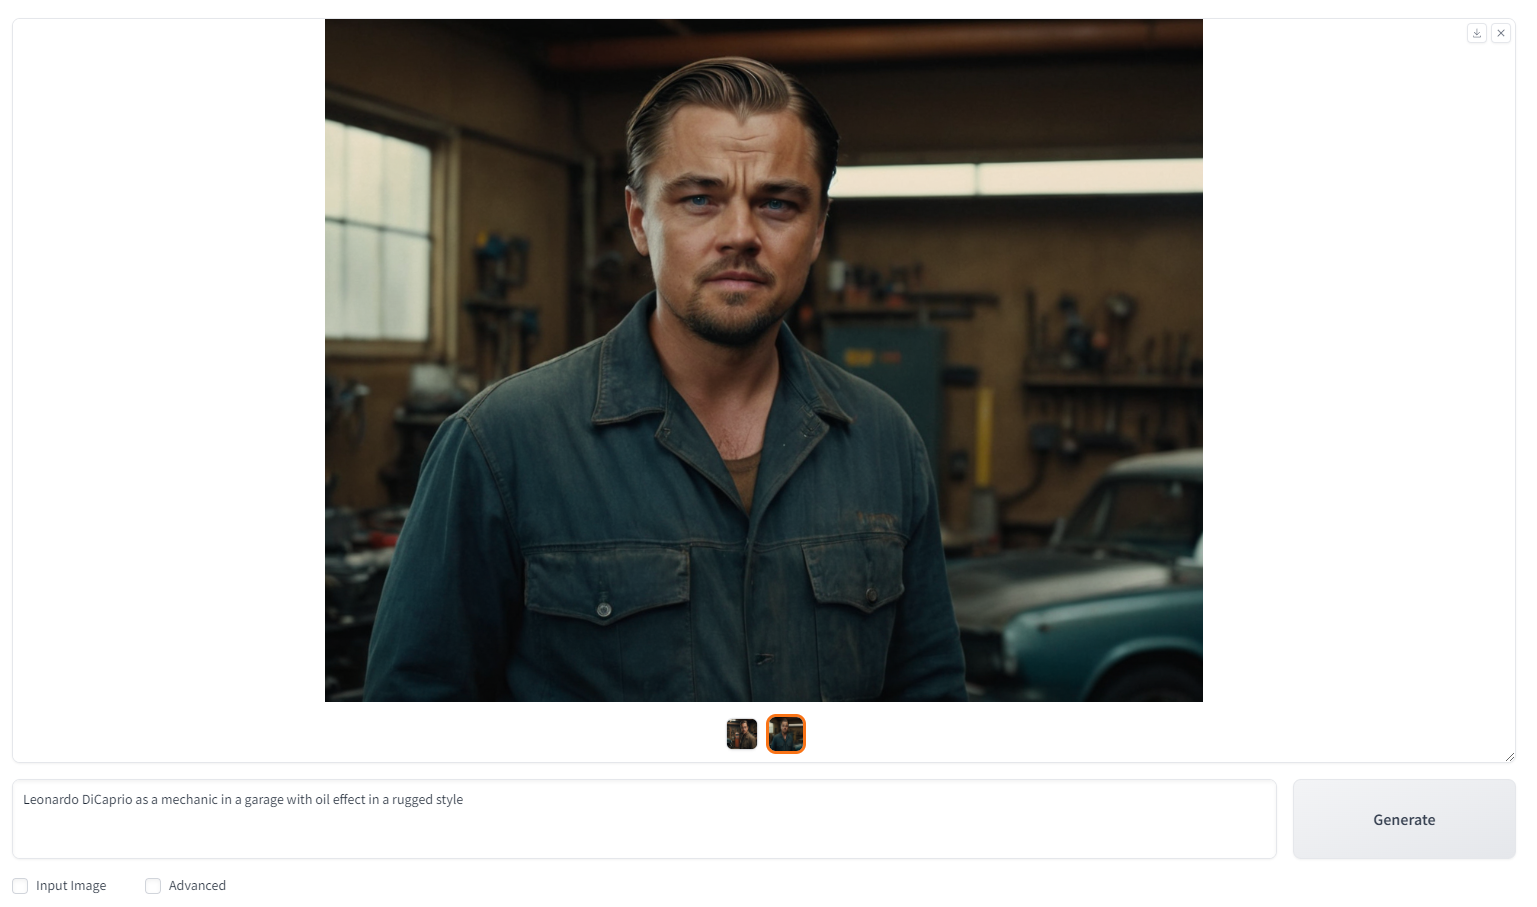 Leonardo DiCaprio as a mechanic in a garage with oil effect in a rugged style
Generate
Input Image
Advanced